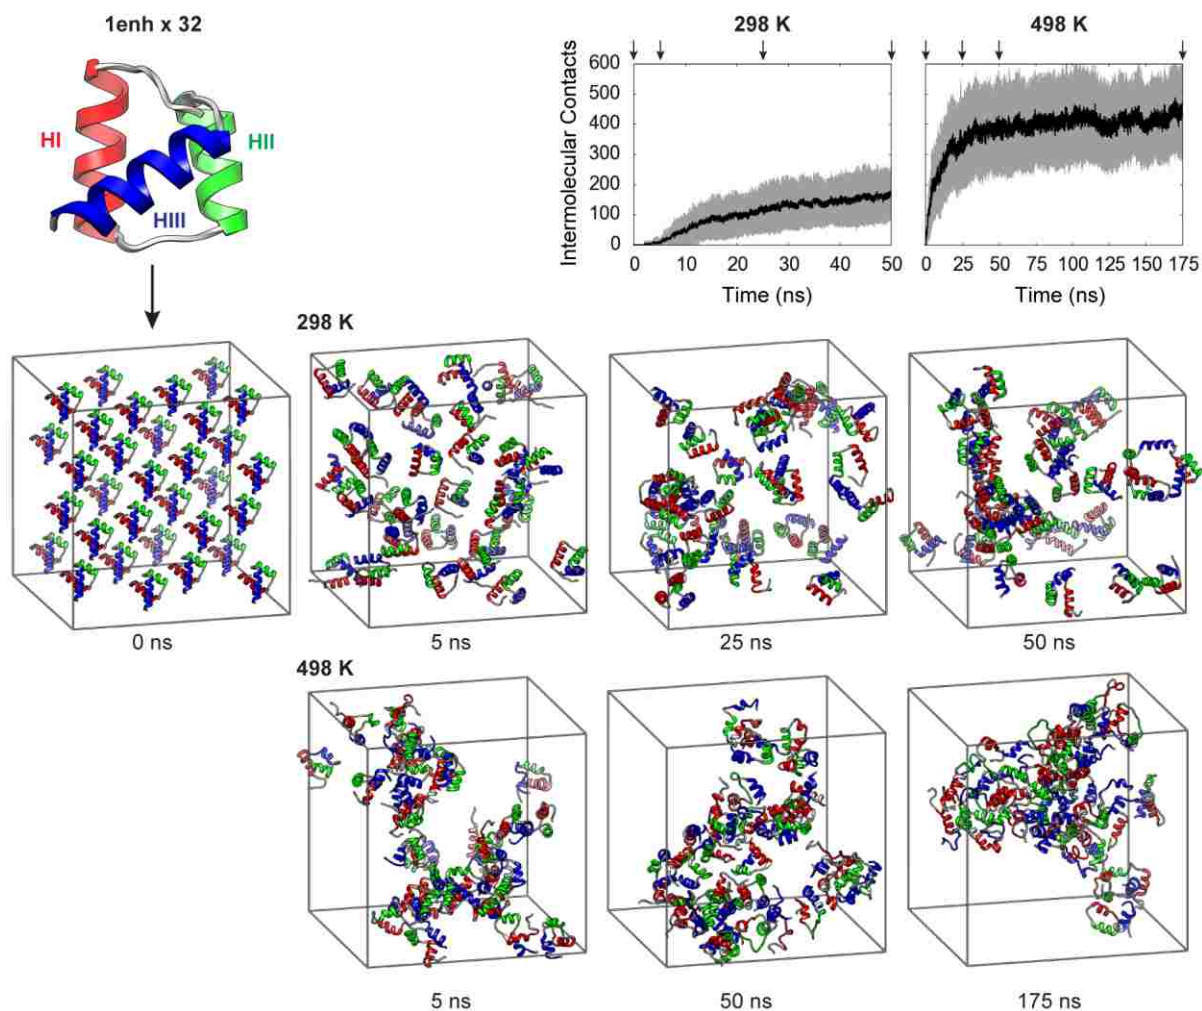 1enh x 32
HI
HII
HIII
298 K
498 K
Intermolecular Contacts
600
500
400
300
200
100
0
0 10 20 30 40 50
0 25 50 75 100 125 150 175
Time (ns)
Time (ns)
298 K
0 ns
5 ns
25 ns
50 ns
498 K
5 ns
50 ns
175 ns